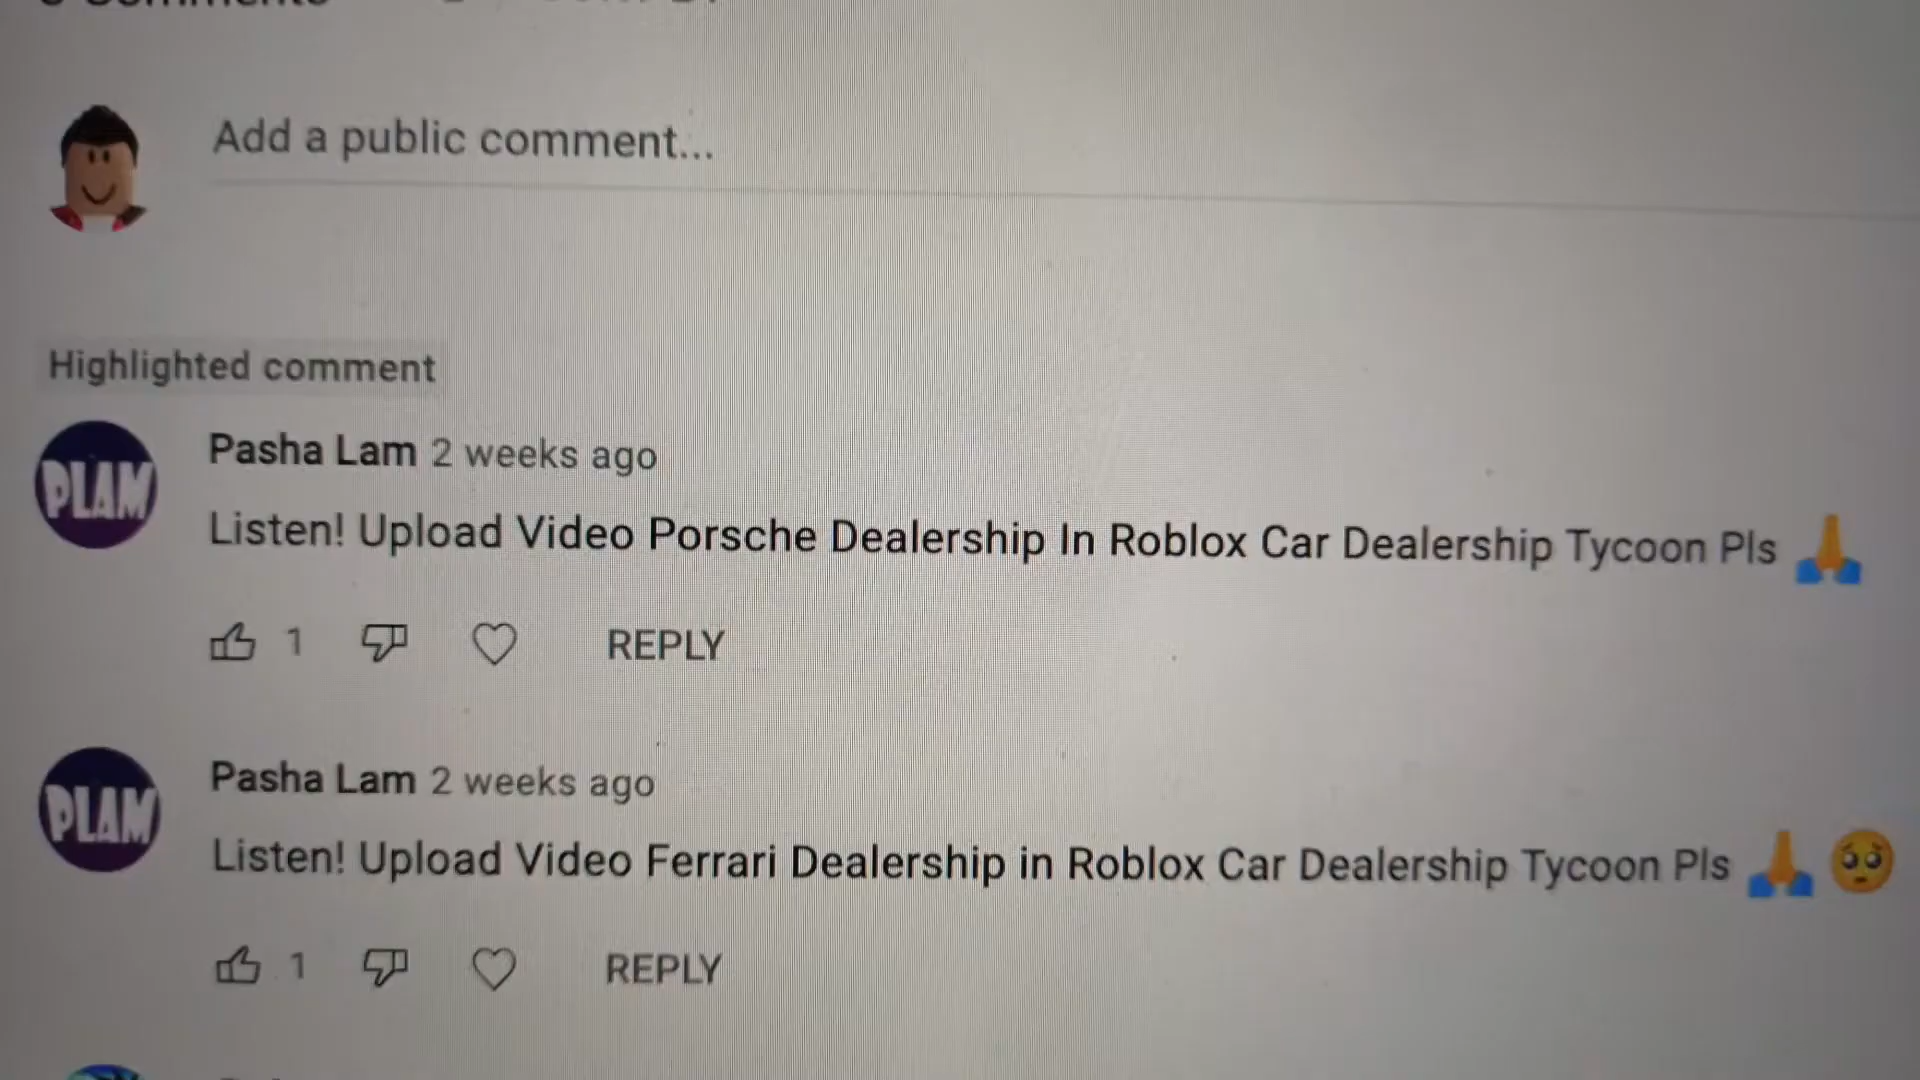 Add a public comment...
Highlighted comment
PLAM
Pasha Lam 2 weeks ago
Listen! Upload Video Porsche Dealership In Roblox Car Dealership Tycoon Pls 🙏
1
REPLY
PLAM
Pasha Lam 2 weeks ago
Listen! Upload Video Ferrari Dealership in Roblox Car Dealership Tycoon Pls 🙏🥺
1
REPLY